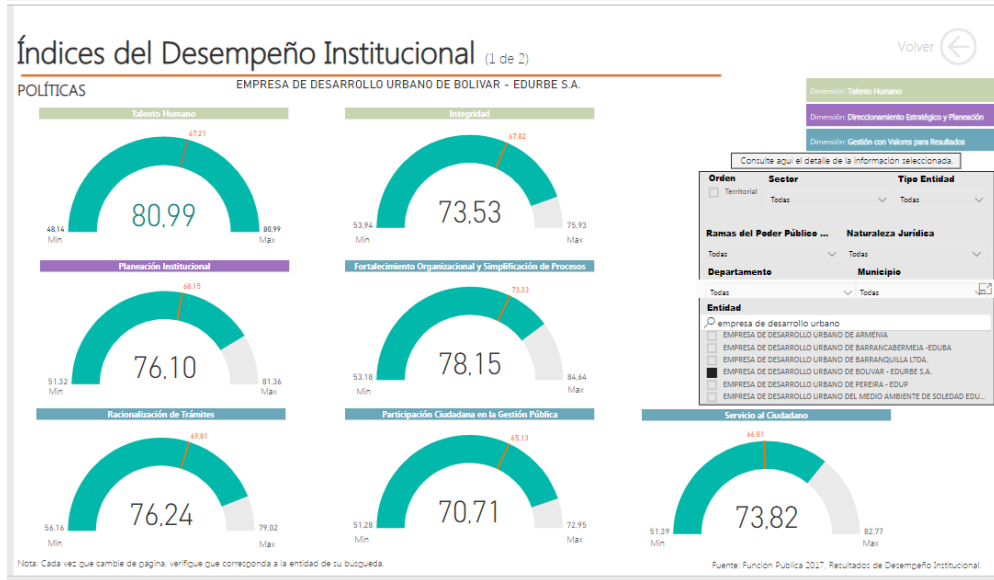 Índices del Desempeño Institucional (1 de 2)
Volver
POLÍTICAS
EMPRESA DE DESARROLLO URBANO DE BOLIVAR - EDURBE S.A.
Dimensión: Talento Humano
Dimensión: Direccionamiento Estratégico y Planeación
Dimensión: Gestión con Valores para Resultados
Talento Humano
67,21
80,99
48,14
Min
80,99
Max
Integridad
67,82
73,53
53,94
Min
75,93
Max
Consulte aquí el detalle de la información seleccionada.
Orden
Sector
Tipo Entidad
Territorial
Todas
Todas
Ramas del Poder Público ...
Naturaleza Jurídica
Todas
Todas
Departamento
Municipio
Todas
Todas
Entidad
empresa de desarrollo urbano
EMPRESA DE DESARROLLO URBANO DE ARMENIA
EMPRESA DE DESARROLLO URBANO DE BARRANCABERMEJA -EDUBA
EMPRESA DE DESARROLLO URBANO DE BARRANQUILLA LTDA.
EMPRESA DE DESARROLLO URBANO DE BOLIVAR - EDURBE S.A.
EMPRESA DE DESARROLLO URBANO DE PEREIRA - EDUP
EMPRESA DE DESARROLLO URBANO DEL MEDIO AMBIENTE DE SOLEDAD EDU...
Planeación Institucional
68,15
76,10
51,32
Min
81,36
Max
Fortalecimiento Organizacional y Simplificación de Procesos
73,33
78,15
53,18
Min
84,64
Max
Racionalización de Trámites
69,81
76,24
56,16
Min
79,02
Max
Participación Ciudadana en la Gestión Pública
65,13
70,71
51,28
Min
72,95
Max
Servicio al Ciudadano
66,81
73,82
51,39
Min
82,77
Max
Nota: Cada vez que cambie de página, verifique que corresponda a la entidad de su busqueda.
Fuente: Función Pública 2017, Resultados de Desempeño Institucional.